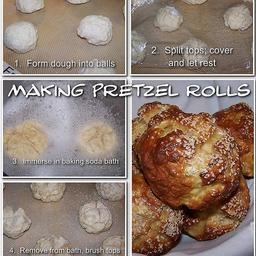 1. Form dough into balls
2. Split tops; cover
and let rest
MAKING PRETZEL ROLLS
3. Immerse in baking soda bath
4. Remove from bath, brush tops